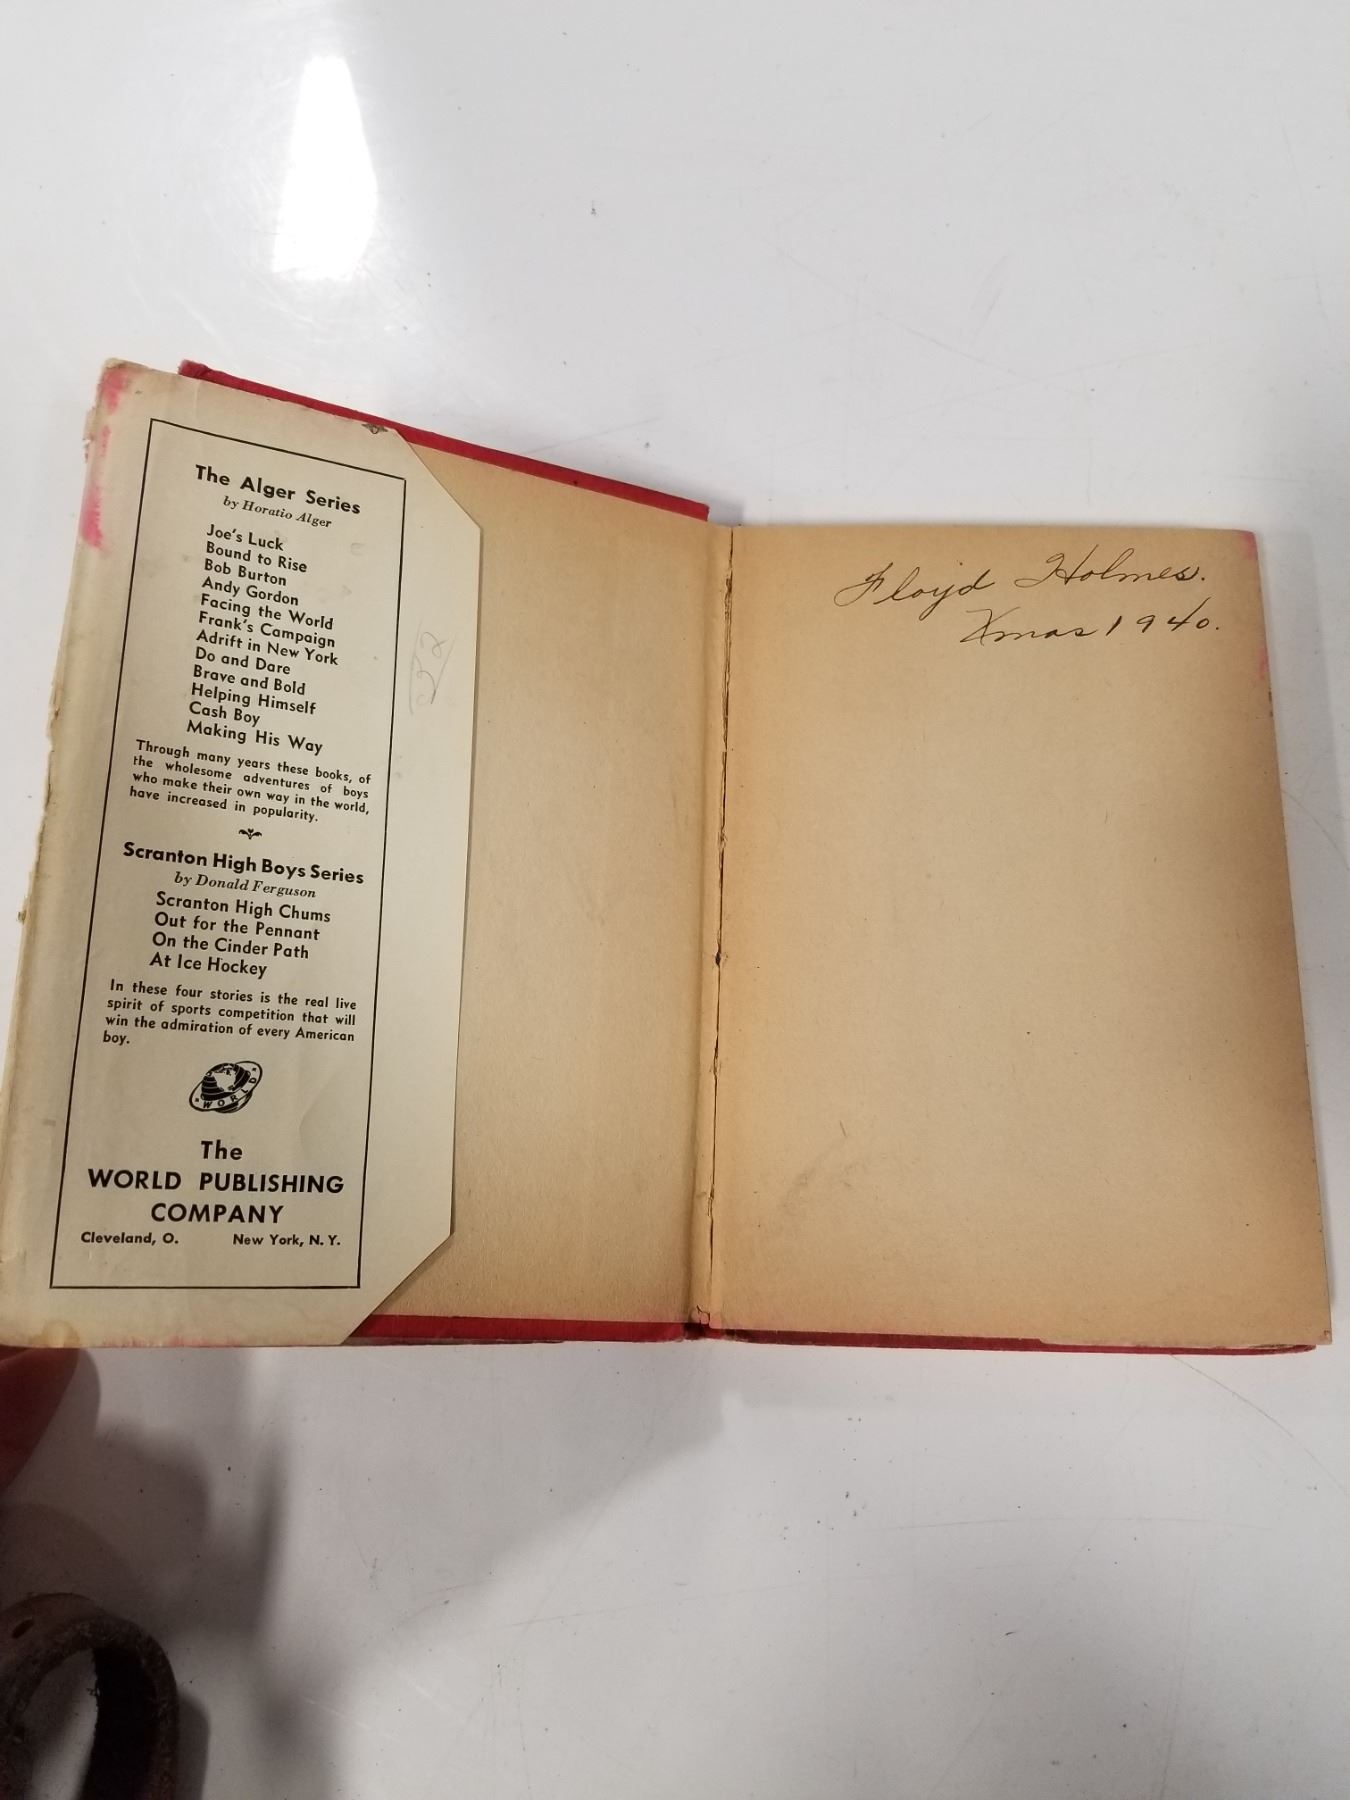 The Alger Series
by Horatio Alger
Joe's Luck
Bound to Rise
Bob Burton
Andy Gordon
Facing the World
Frank's Campaign
Adrift in New York
Do and Dare
Brave and Bold
Helping Himself
Cash Boy
Making His Way
Through many years these books, of
the wholesome adventures of boys
who make their own way in the world,
have increased in popularity.
Scranton High Boys Series
by Donald Ferguson
Scranton High Chums
Out for the Pennant
On the Cinder Path
At Ice Hockey
In these four stories is the real live
spirit of sports competition that will
win the admiration of every American
boy.
WORLD
The
WORLD PUBLISHING
COMPANY
Cleveland, O. New York, N. Y.
Floyd Holmes.
Xmas 1940.